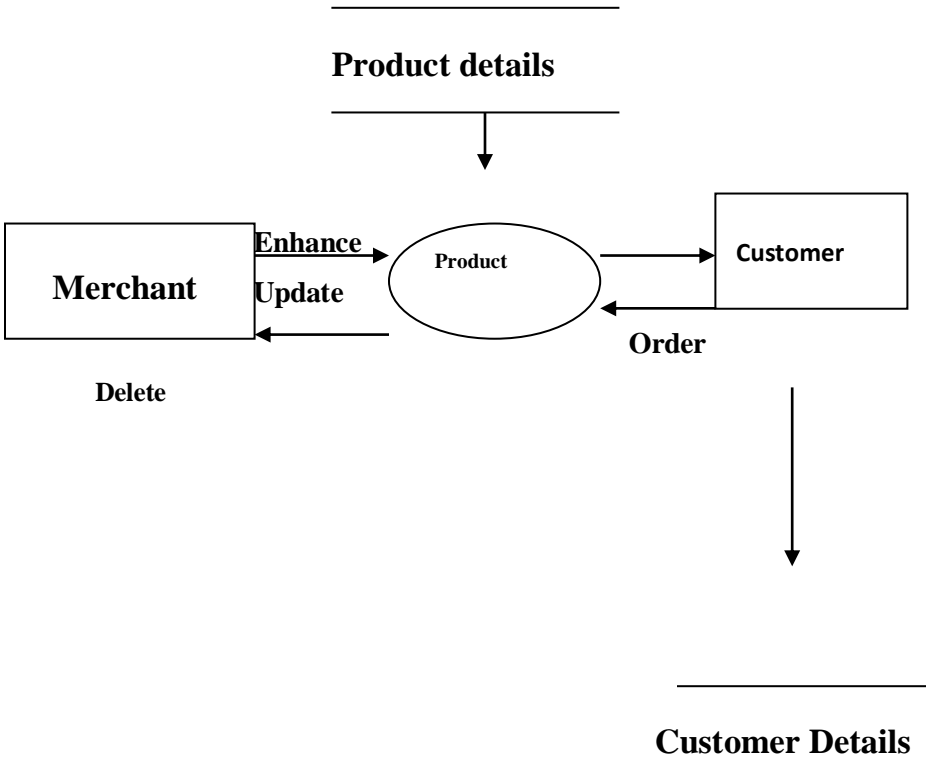 Product details
Enhance
Product
Customer
Merchant
Update
Order
Delete
Customer Details